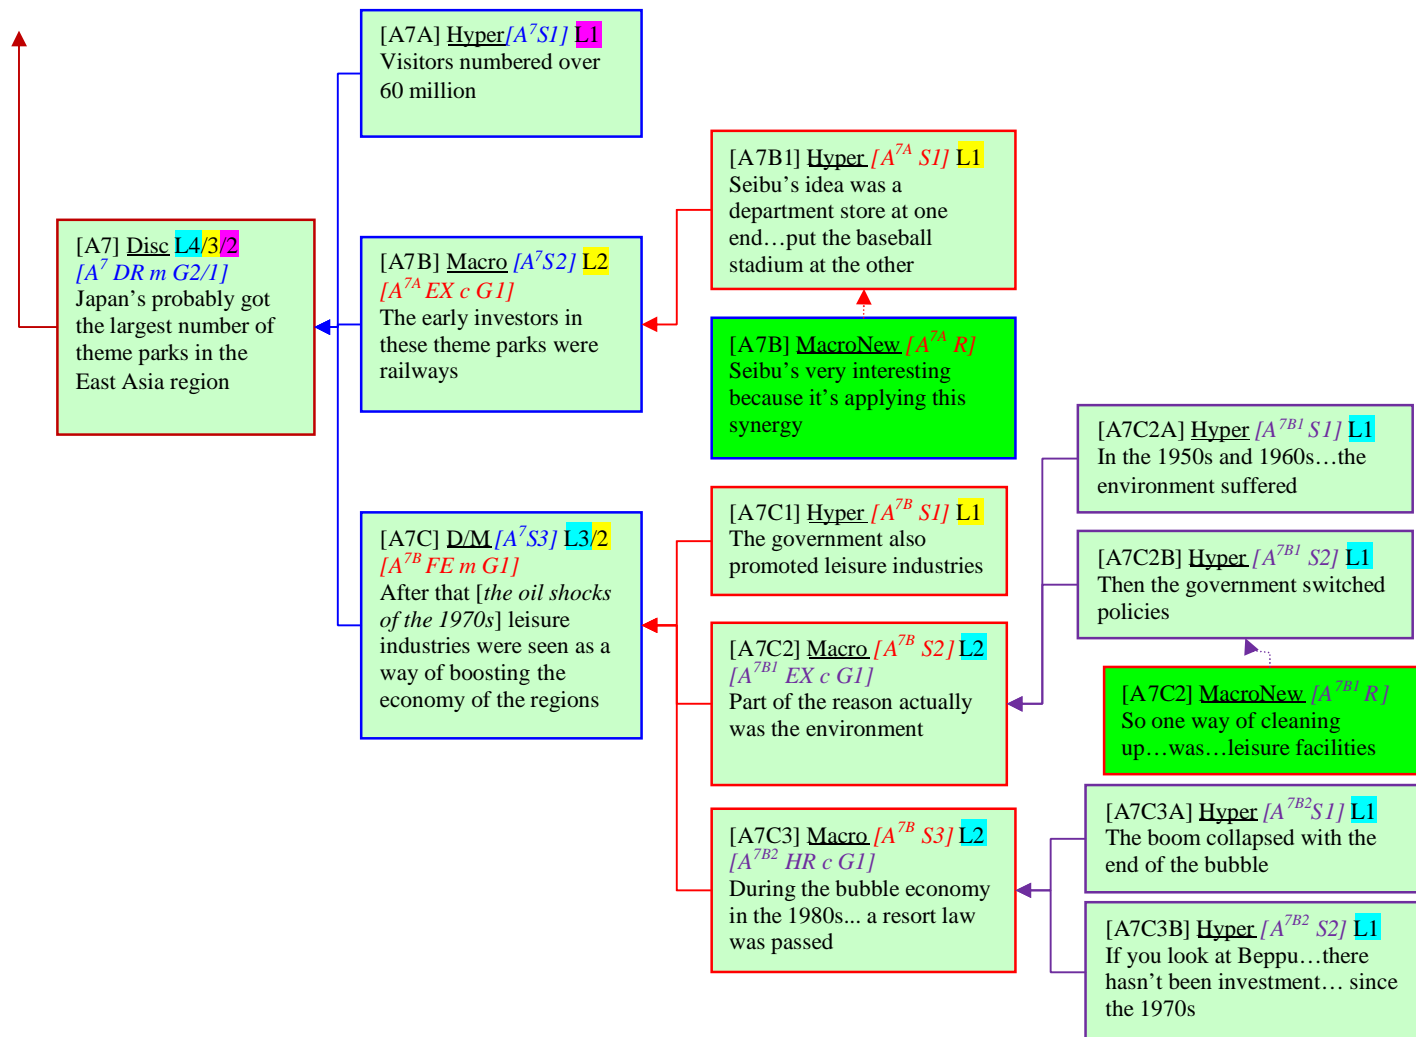 [A7A] Hyper [A7S1] L1
Visitors numbered over
60 million
[A7B1] Hyper [A7A S1] L1
Seibu’s idea was a
department store at one
end…put the baseball
stadium at the other
[A7] Disc L4/3/2
[A7 DR m G2/1]
Japan’s probably got
the largest number of
theme parks in the
East Asia region
[A7B] Macro [A7S2] L2
[A7A EX c G1]
The early investors in
these theme parks were
railways
[A7B] MacroNew [A7A R]
Seibu’s very interesting
because it’s applying this
synergy
[A7C2A] Hyper [A7B1 S1] L1
In the 1950s and 1960s…the
environment suffered
[A7C1] Hyper [A7B S1] L1
The government also
promoted leisure industries
[A7C] D/M [A7S3] L3/2
[A7B FE m G1]
After that [the oil shocks
of the 1970s] leisure
industries were seen as a
way of boosting the
economy of the regions
[A7C2B] Hyper [A7B1 S2] L1
Then the government switched
policies
[A7C2] Macro [A7B S2] L2
[A7B1 EX c G1]
Part of the reason actually
was the environment
[A7C2] MacroNew [A7B1 R]
So one way of cleaning
up…was…leisure facilities
[A7C3] Macro [A7B S3] L2
[A7B2 HR c G1]
During the bubble economy
in the 1980s... a resort law
was passed
[A7C3A] Hyper [A7B2S1] L1
The boom collapsed with the
end of the bubble
[A7C3B] Hyper [A7B2 S2] L1
If you look at Beppu…there
hasn’t been investment… since
the 1970s